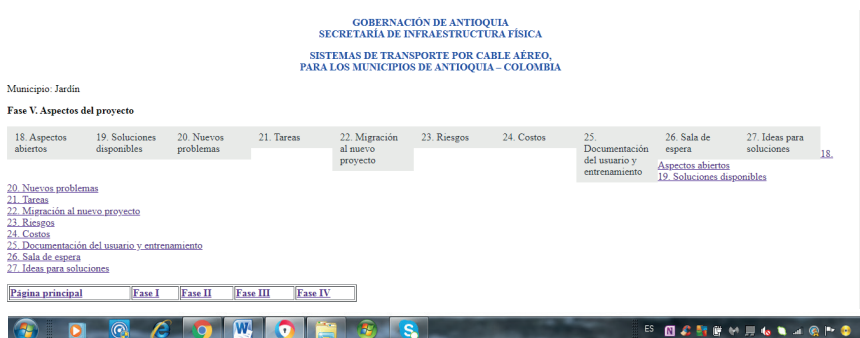 GOBERNACIÓN DE ANTIOQUIA
SECRETARÍA DE INFRAESTRUCTURA FÍSICA
SISTEMAS DE TRANSPORTE POR CABLE AÉREO,
PARA LOS MUNICIPIOS DE ANTIOQUIA – COLOMBIA
Municipio: Jardín
Fase V. Aspectos del proyecto
18. Aspectos
abiertos
19. Soluciones
disponibles
20. Nuevos
problemas
21. Tareas
22. Migración
al nuevo
proyecto
23. Riesgos
24. Costos
25.
Documentación
del usuario y
entrenamiento
26. Sala de
espera
27. Ideas para
soluciones
18.
Aspectos abiertos
19. Soluciones disponibles
20. Nuevos problemas
21. Tareas
22. Migración al nuevo proyecto
23. Riesgos
24. Costos
25. Documentación del usuario y entrenamiento
26. Sala de espera
27. Ideas para soluciones
Página principal Fase I Fase II Fase III Fase IV
ES